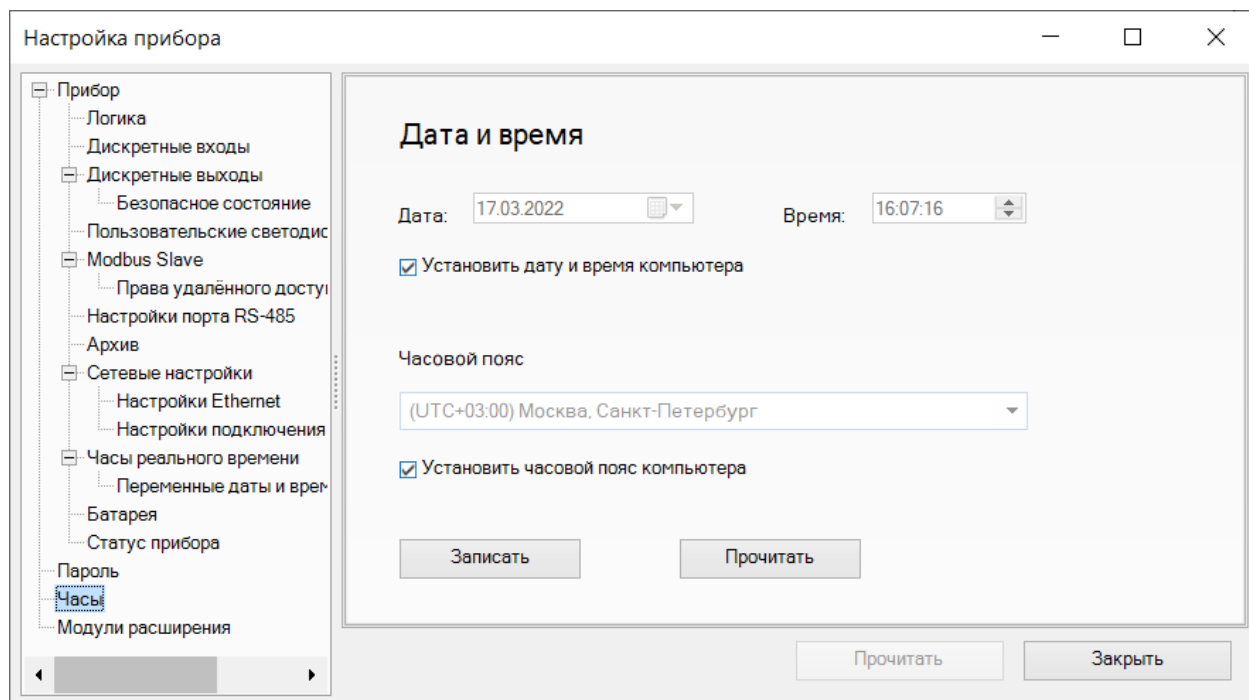 Настройка прибора
Прибор
Логика
Дискретные входы
Дискретные выходы
Безопасное состояние
Пользовательские светодис
Modbus Slave
Права удалённого доступ
Настройки порта RS-485
Архив
Сетевые настройки
Настройки Ethernet
Настройки подключения
Часы реального времени
Переменные даты и врем
Батарея
Статус прибора
Пароль
Часы
Модули расширения
Дата и время
Дата: 17.03.2022 Время: 16:07:16
Установить дату и время компьютера
Часовой пояс
(UTC+03:00) Москва, Санкт-Петербург
Установить часовой пояс компьютера
Записать Прочитать
Прочитать Закрыть